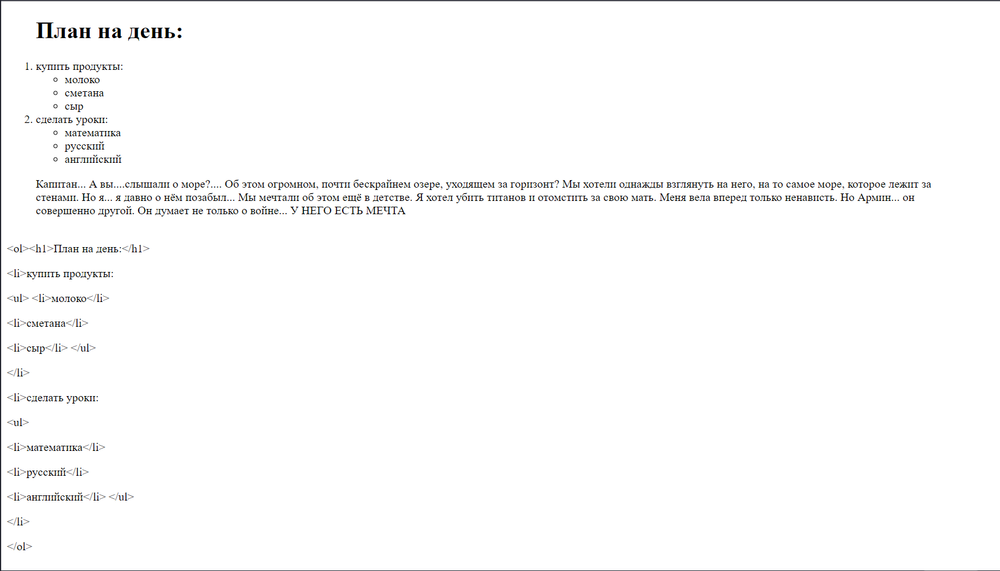 План на день:
1. купить продукты:
молоко
сметана
сыр
2. сделать уроки:
математика
русский
английский
Капитан... А вы....слышали о море?.... Об этом огромном, почти бескрайнем озере, уходящем за горизонт? Мы хотели однажды взглянуть на него, на то самое море, которое лежит за
стенами. Но я... я давно о нём позабыл... Мы мечтали об этом ещё в детстве. Я хотел убить титанов и отомстить за свою мать. Меня вела вперед только ненависть. Но Армин... он
совершенно другой. Он думает не только о войне... У НЕГО ЕСТЬ МЕЧТА
<ol><h1>План на день:</h1>
<li>купить продукты:
<ul> <li>молоко</li>
<li>сметана</li>
<li>сыр</li> </ul>
</li>
<li>сделать уроки:
<ul>
<li>математика</li>
<li>русский</li>
<li>английский</li> </ul>
</li>
</ol>